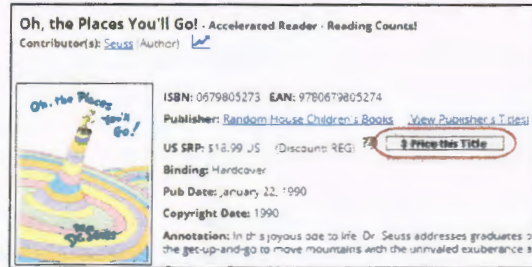 Oh, the Places You'll Go! - Accelerated Reader - Reading Counts!
Contributor(s): Seuss (Author)
Oh, the Places
You'll
Go!
Dr. Seuss
ISBN: 0679805273 EAN: 9780679805274
Publisher: Random House Children's Books View Publisher's Titles
US SRP: $18.99 US (Discount: REG) $ Price this Title
Binding: Hardcover
Pub Date: January 22, 1990
Copyright Date: 1990
Annotation: In this joyous ode to life Dr. Seuss addresses graduates
the get-up-and-go to move mountains with the unrivaled exuberance